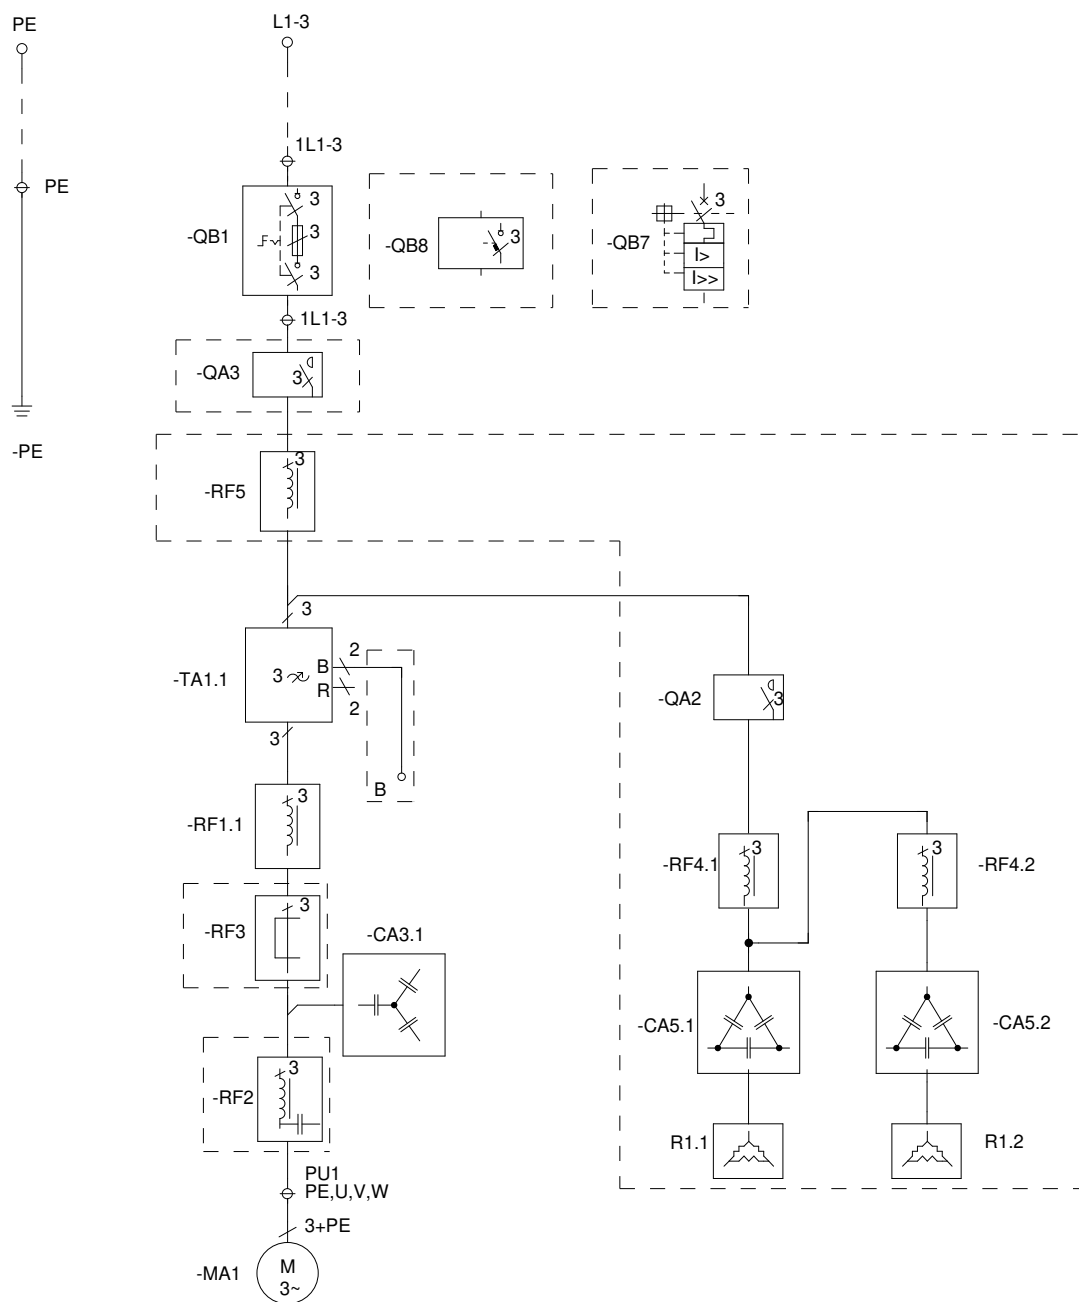 PE
L1-3
1L1-3
PE
3
-QB1
3
3
-QB8
3
-QB7
3
I>
I>>
1L1-3
-QA3
3
-PE
3
-RF5
3
-TA1.1
3
B
R
2
2
3
B
-QA2
3
3
-RF1.1
-RF4.1
3
3
-RF4.2
3
-RF3
-CA3.1
-CA5.1
-CA5.2
3
-RF2
R1.1
R1.2
PU1
PE,U,V,W
3+PE
-MA1
M
3~